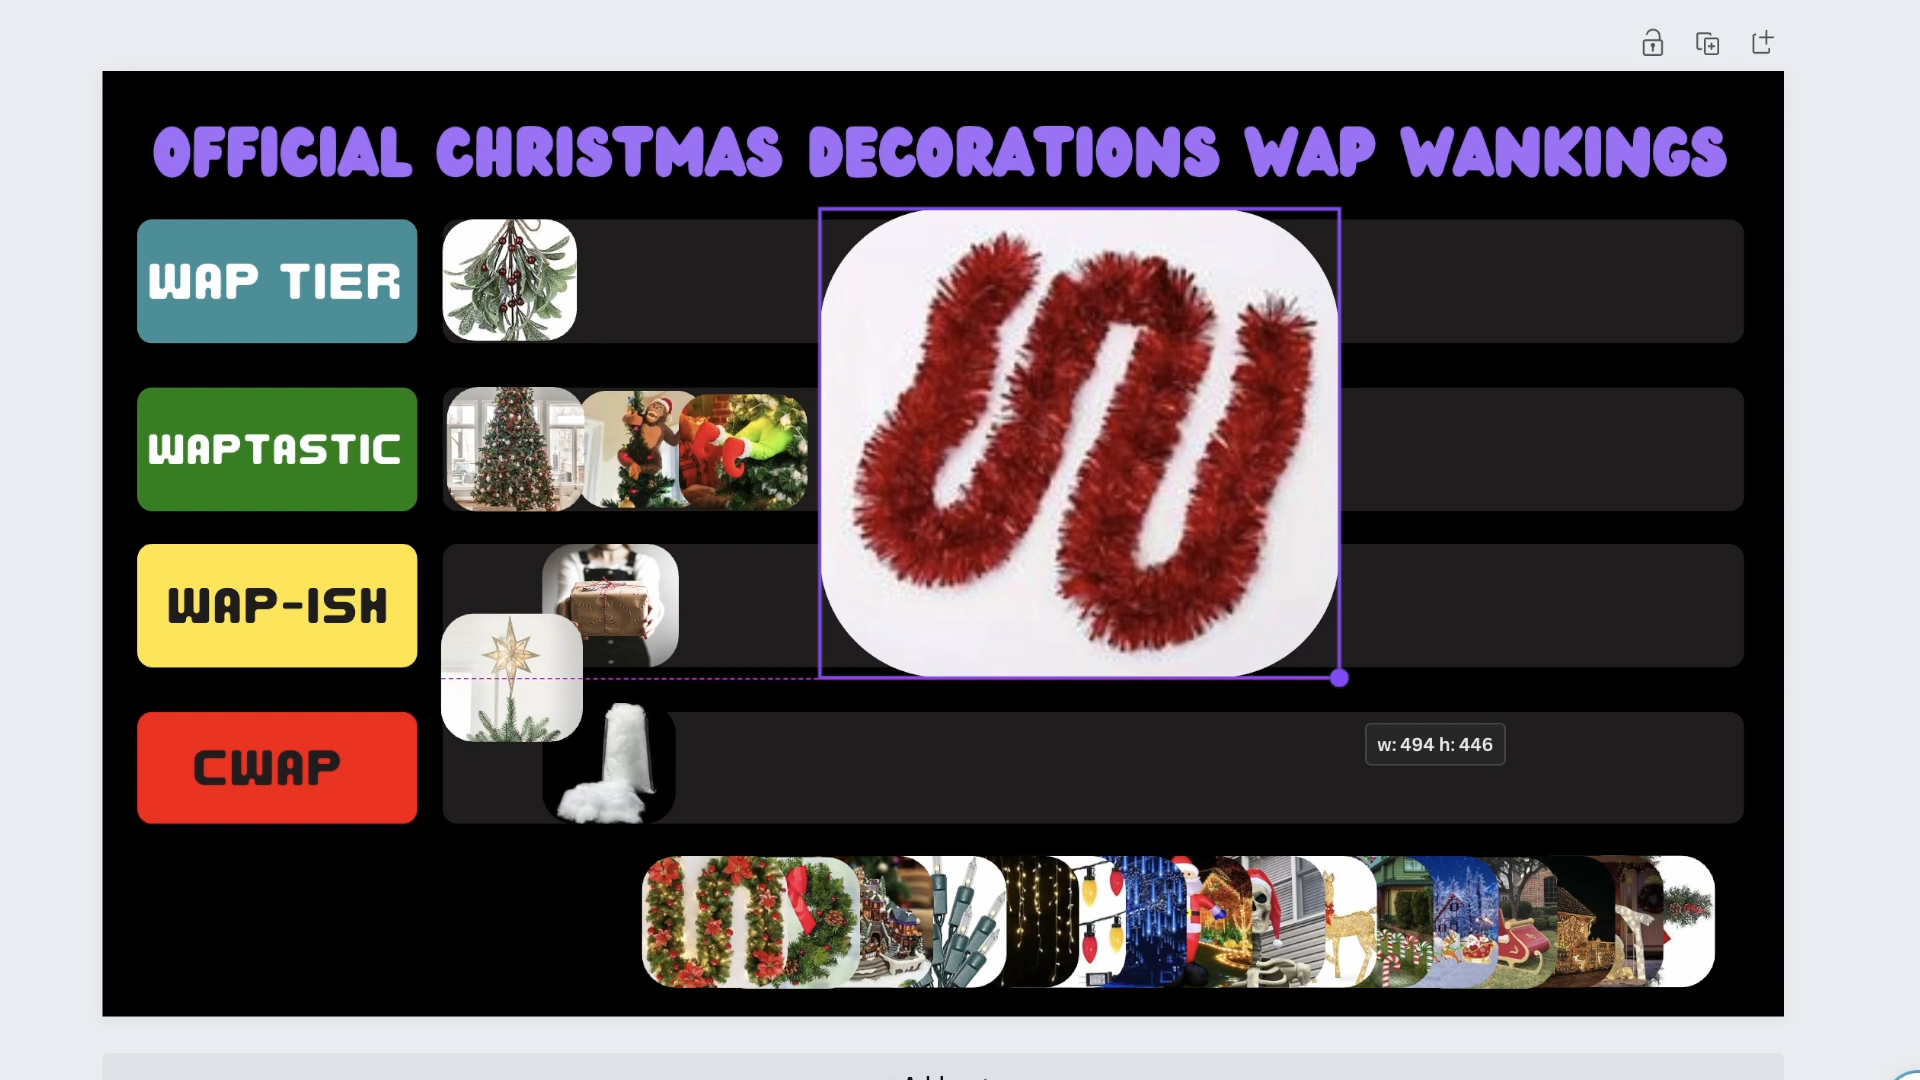 OFFICIAL CHRISTMAS DECORATIONS WAP WANKINGS
WAP TIER
WAPTASTIC
WAP-ISH
CWAP
w: 494 h: 446